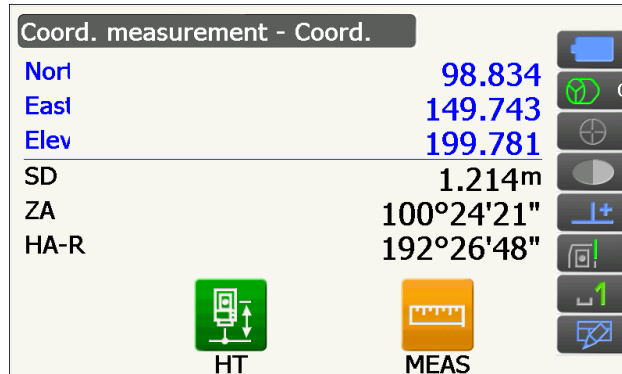 Coord. measurement - Coord.
Nort 98.834
East 149.743
Elev 199.781
SD 1.214m
ZA 100°24'21"
HA-R 192°26'48"
HT MEAS